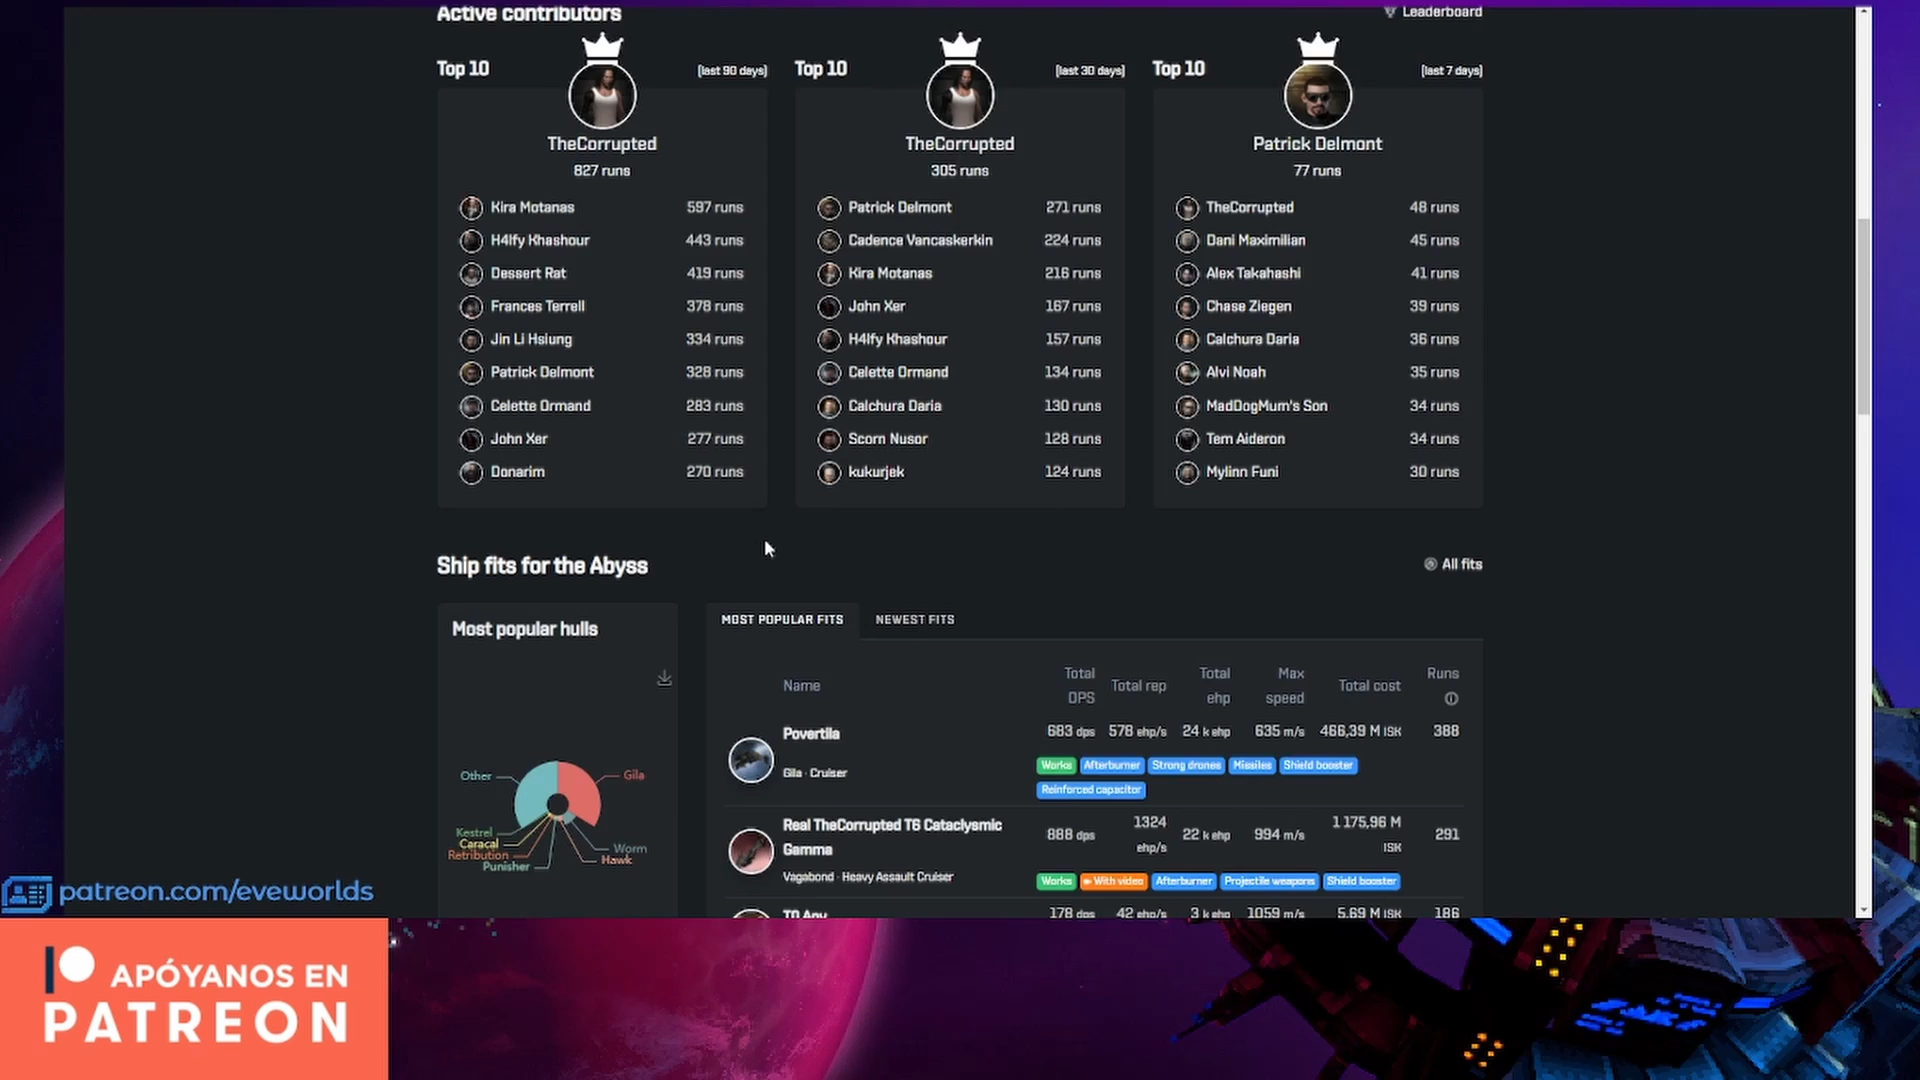 Active contributors
Leaderboard
Top 10
[last 90 days]
TheCorrupted
827 runs
Kira Motanas 597 runs
H4lfy Khashour 443 runs
Dessert Rat 419 runs
Frances Terrell 378 runs
Jin Li Hsiung 334 runs
Patrick Delmont 328 runs
Celette Ormand 283 runs
John Xer 277 runs
Donarim 270 runs
Top 10
[last 30 days]
TheCorrupted
305 runs
Patrick Delmont 271 runs
Cadence Vancaskerkin 224 runs
Kira Motanas 216 runs
John Xer 167 runs
H4lfy Khashour 157 runs
Celette Ormand 134 runs
Calchura Daria 130 runs
Scorn Nusor 128 runs
kukurjek 124 runs
Top 10
[last 7 days]
Patrick Delmont
77 runs
TheCorrupted 48 runs
Dani Maximilian 45 runs
Alex Takahashi 41 runs
Chase Ziegen 39 runs
Calchura Daria 36 runs
Alvi Noah 35 runs
MadDogMum's Son 34 runs
Tem Aideron 34 runs
Mylinn Funi 30 runs
Ship fits for the Abyss
All fits
Most popular hulls
Other
Gila
Kestrel
Caracal
Retribution
Punisher
Worm
Hawk
MOST POPULAR FITS
NEWEST FITS
Name
Total DPS
Total rep
Total ehp
Max speed
Total cost
Runs
Povertila
Gila · Cruiser
683 dps 578 ehp/s 24 k ehp 635 m/s 466,39 M ISK 388
Works Afterburner Strong drones Missiles Shield booster
Reinforced capacitor
Real TheCorrupted T6 Cataclysmic
Gamma
Vagabond · Heavy Assault Cruiser
888 dps 1324 ehp/s 22 k ehp 994 m/s 1 175,96 M ISK 291
Works With video Afterburner Projectile weapons Shield booster
T0 Any
178 dps 42 ehp/s 3 k ehp 1059 m/s 5,69 M ISK 186
patreon.com/eveworlds
APÓYANOS EN
PATREON